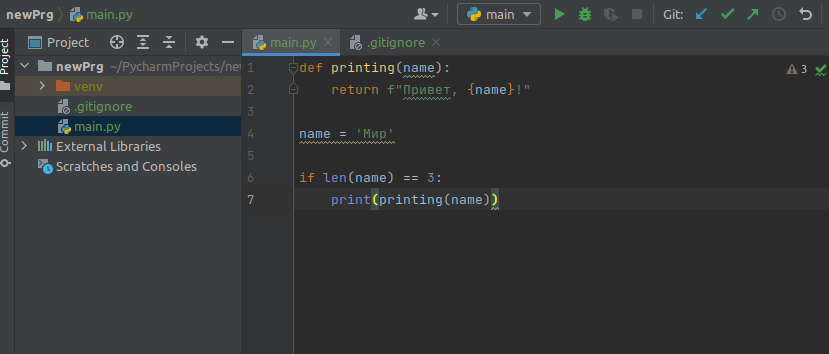 newPrg main.py
main
Git:
Project
main.py
.gitignore
newPrg ~/PycharmProjects/ne
venv
.gitignore
main.py
External Libraries
Scratches and Consoles
Project
Commit
1 def printing(name):
2 return f"Привет, {name}!"
3
4 name = 'Мир'
5
6 if len(name) == 3:
7 print(printing(name))
3